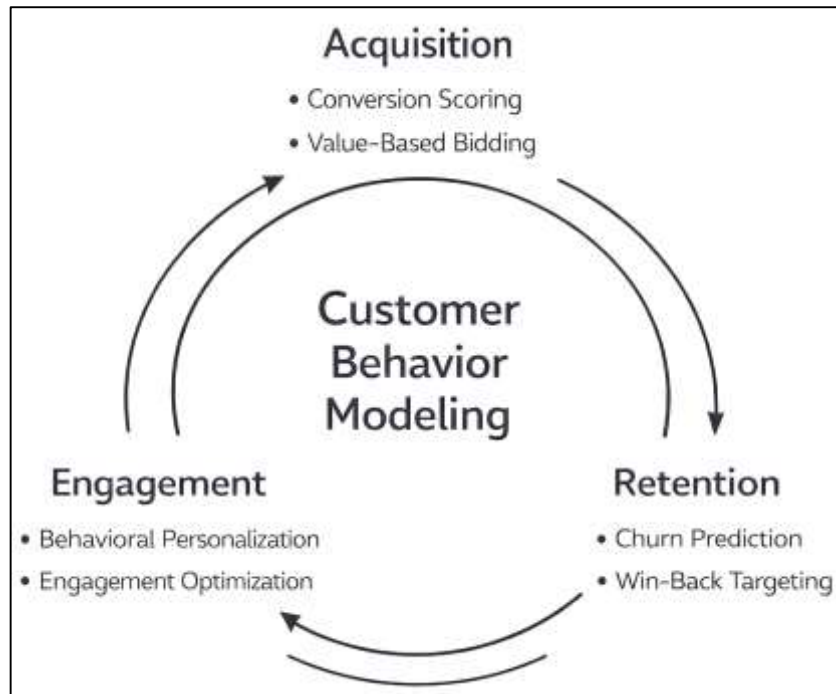 Acquisition
• Conversion Scoring
• Value-Based Bidding
Customer
Behavior
Modeling
Engagement
• Behavioral Personalization
• Engagement Optimization
Retention
• Churn Prediction
• Win-Back Targeting